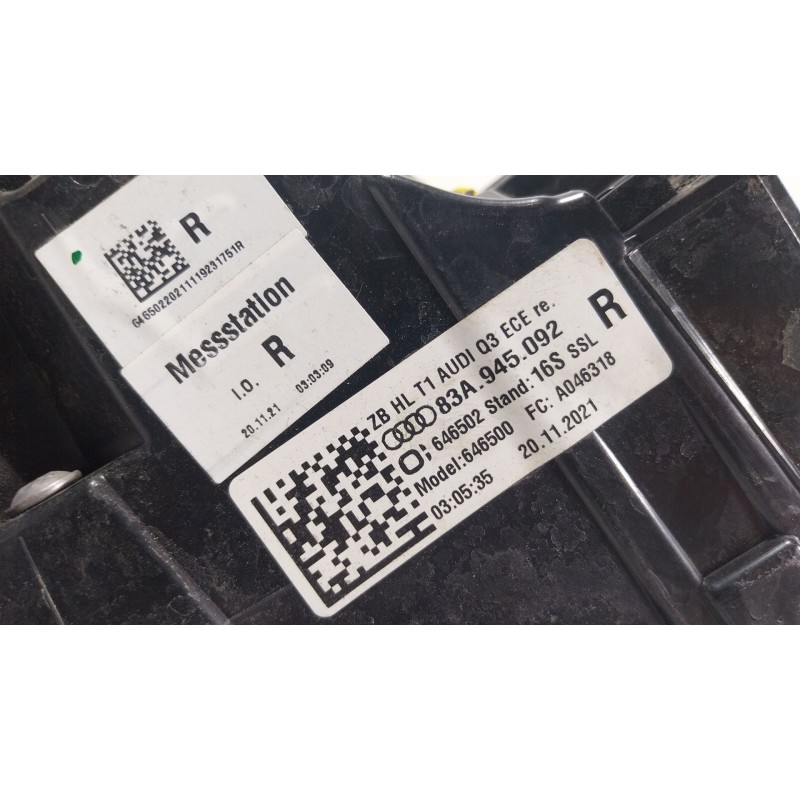 R
64650220211119231751R
Messstation
I.O. R
20.11.21 03:03:09
ZB HL T1 AUDI Q3 ECE re.
83A.945.092 R
646502 Stand:16S SSL
Model:646500 FC: A046318
03:05:35 20.11.2021